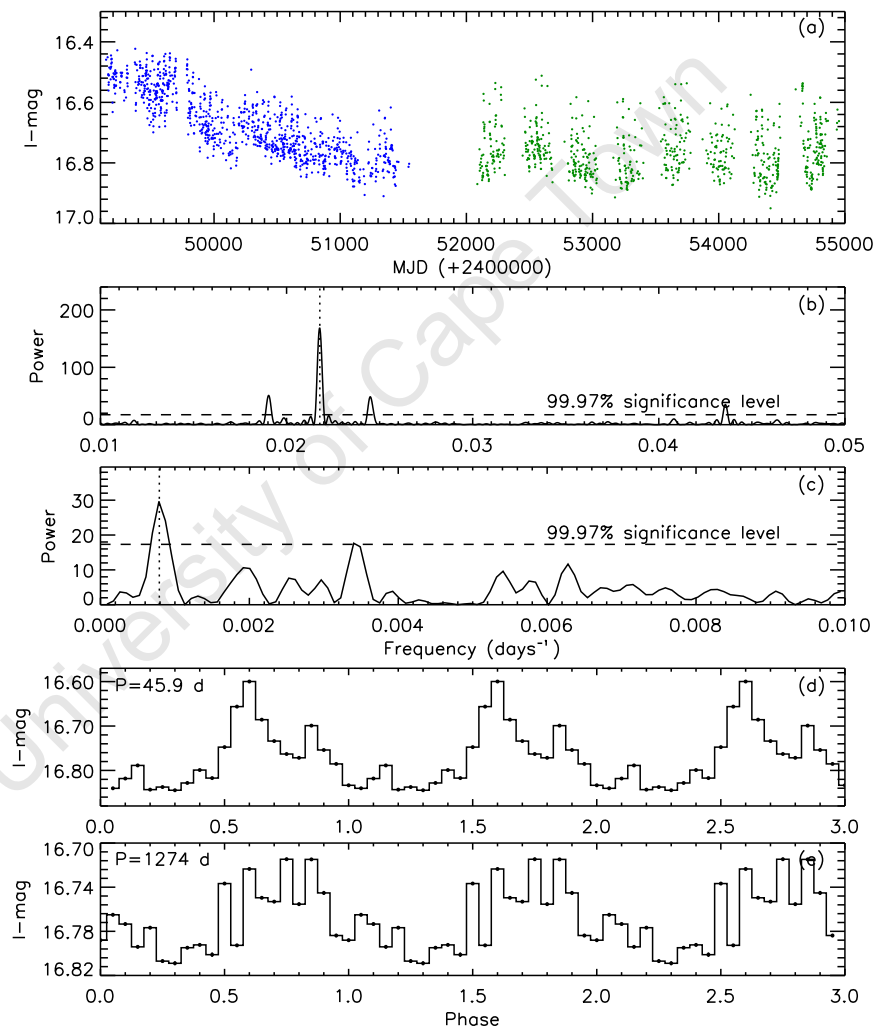 (a)
16.4
16.6
16.8
17.0
I-mag
50000 51000 52000 53000 54000 55000
MJD (+2400000)
(b)
200
100
0
Power
99.97% significance level
0.01 0.02 0.03 0.04 0.05
(c)
30
20
10
0
Power
99.97% significance level
0.000 0.002 0.004 0.006 0.008 0.010
Frequency (days⁻¹)
P=45.9 d
(d)
16.60
16.70
16.80
I-mag
0.0 0.5 1.0 1.5 2.0 2.5 3.0
P=1274 d
(e)
16.70
16.74
16.78
16.82
I-mag
0.0 0.5 1.0 1.5 2.0 2.5 3.0
Phase
University of Cape Town